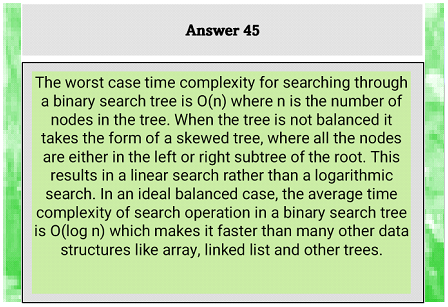 Answer 45
The worst case time complexity for searching through
a binary search tree is O(n) where n is the number of
nodes in the tree. When the tree is not balanced it
takes the form of a skewed tree, where all the nodes
are either in the left or right subtree of the root. This
results in a linear search rather than a logarithmic
search. In an ideal balanced case, the average time
complexity of search operation in a binary search tree
is O(log n) which makes it faster than many other data
structures like array, linked list and other trees.